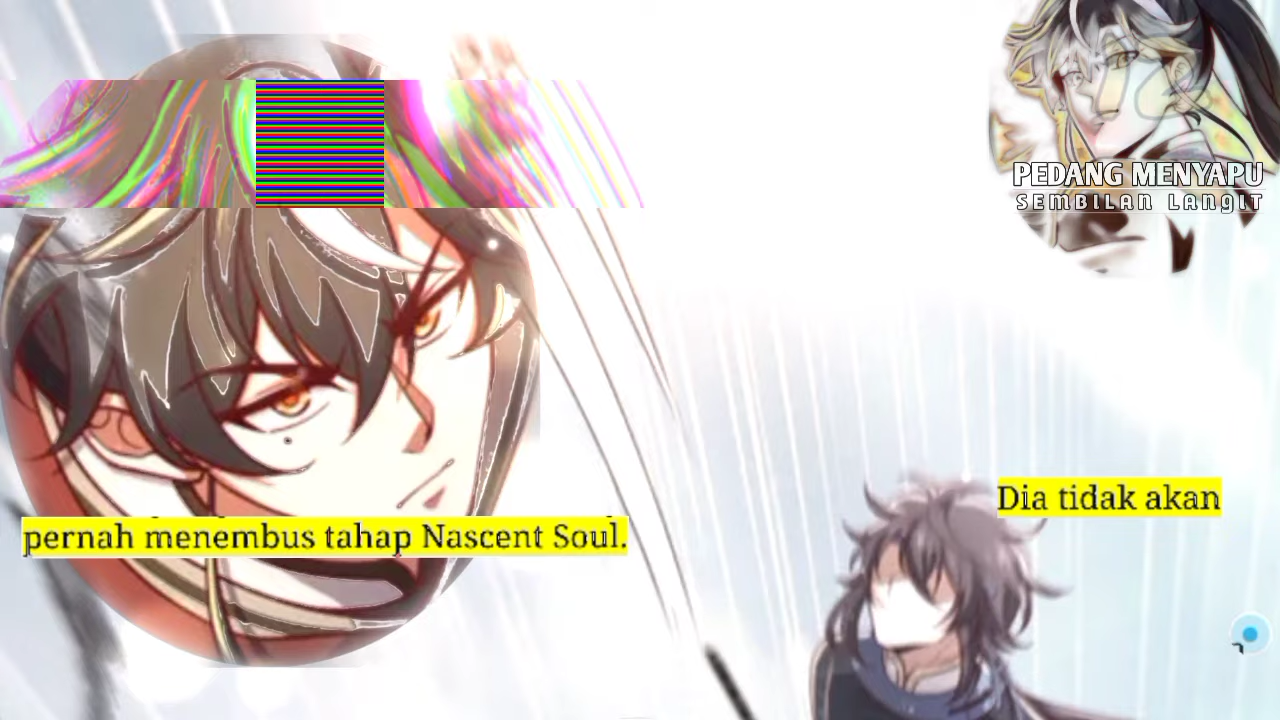 PEDANG MENYAPU
SEMBILAN LANGIT
Dia tidak akan
pernah menembus tahap Nascent Soul.